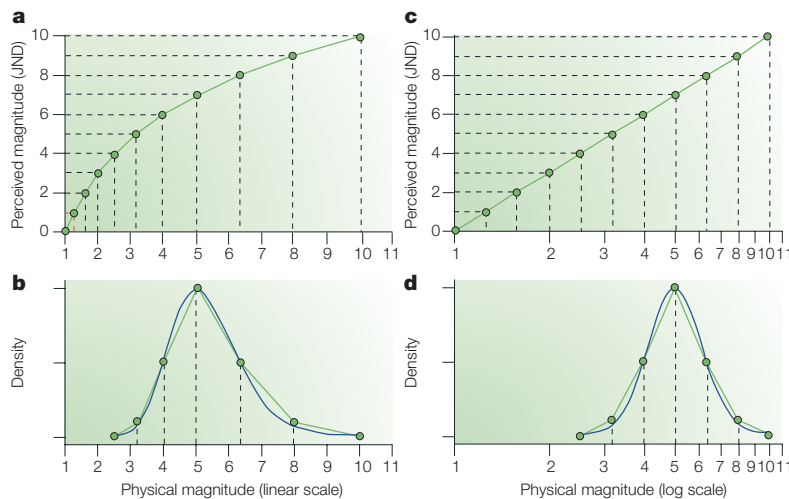 a
Perceived magnitude (JND)
10
8
6
4
2
0
1 2 3 4 5 6 7 8 9 10 11
b
Density
1 2 3 4 5 6 7 8 9 10 11
Physical magnitude (linear scale)
c
Perceived magnitude (JND)
10
8
6
4
2
0
1 2 3 4 5 6 7 8 9 10 11
d
Density
1 2 3 4 5 6 7 8 9 10 11
Physical magnitude (log scale)